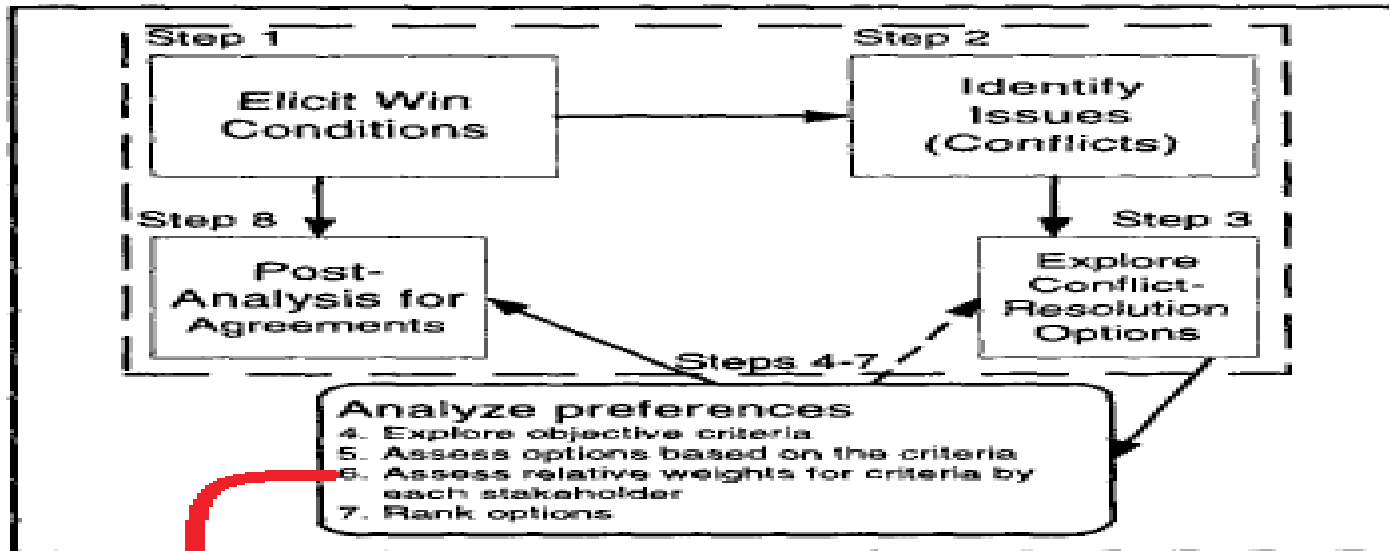 Step 1
Elicit Win
Conditions
Step 2
Identify
Issues
(Conflicts)
Step 8
Post-
Analysis for
Agreements
Step 3
Explore
Conflict-
Resolution
Options
Steps 4-7
Analyze preferences
4. Explore objective criteria
5. Assess options based on the criteria
6. Assess relative weights for criteria by
each stakeholder
7. Rank options